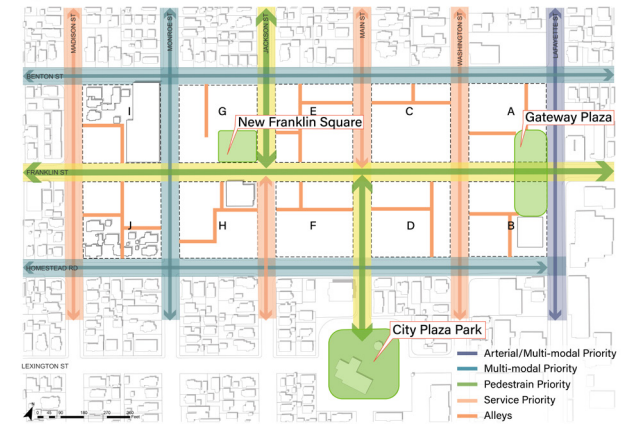 MADISON ST
MONROE ST
JACKSON ST
MAIN ST
WASHINGTON ST
LAFAYETTE ST
BENTON ST
I
G
E
C
A
New Franklin Square
Gateway Plaza
FRANKLIN ST
J
H
F
D
B
HOMESTEAD RD
City Plaza Park
LEXINGTON ST
Arterial/Multi-modal Priority
Multi-modal Priority
Pedestrain Priority
Service Priority
Alleys